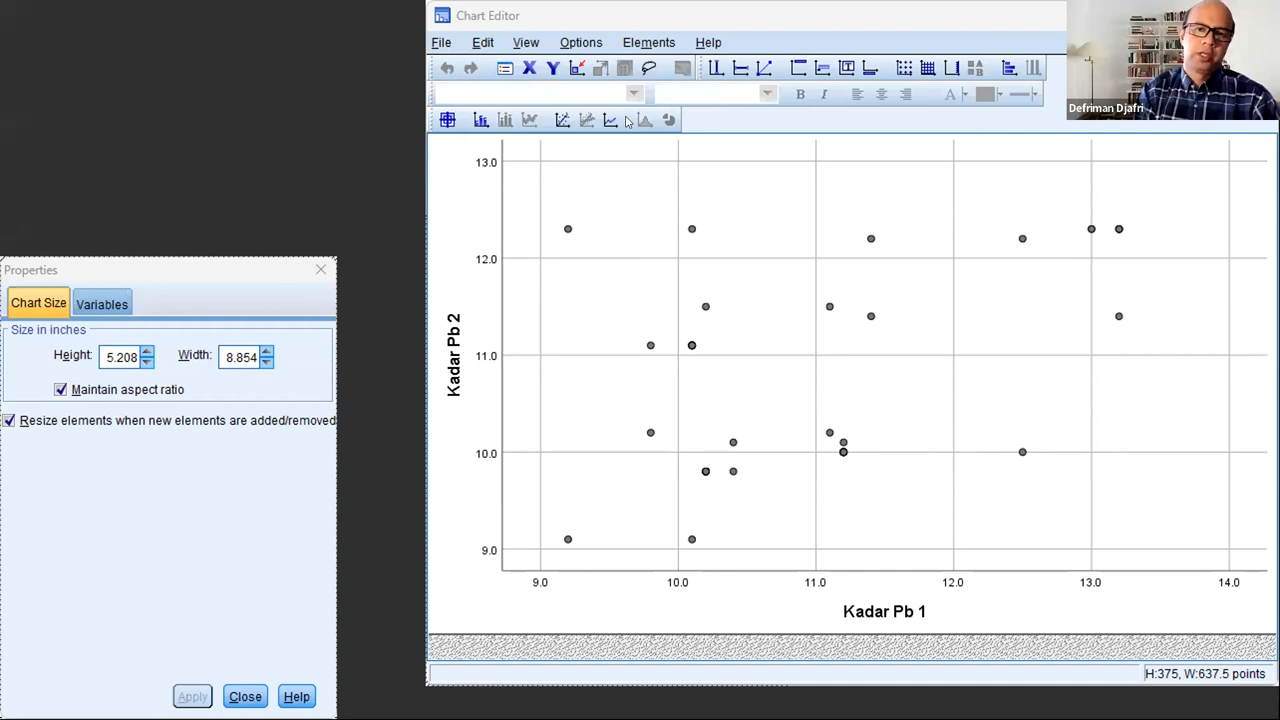 Chart Editor
File Edit View Options Elements Help
X Y
B I A
Defriman Djafri
Properties
Chart Size Variables
Size in inches
Height: 5.208 Width: 8.854
Maintain aspect ratio
Resize elements when new elements are added/removed
Apply Close Help
Kadar Pb 2
13.0
12.0
11.0
10.0
9.0
9.0 10.0 11.0 12.0 13.0 14.0
Kadar Pb 1
H:375, W:637.5 points